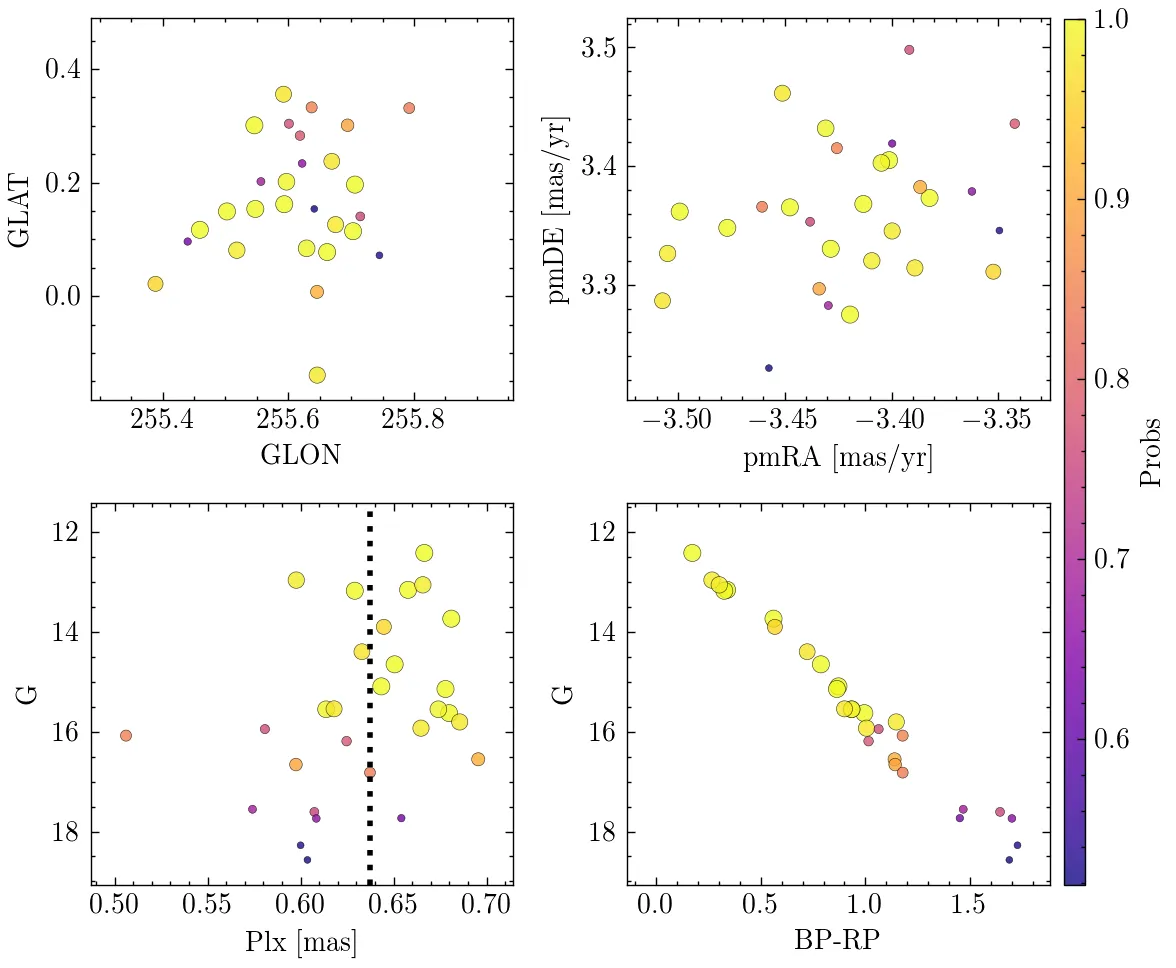 0.4
0.2
0.0
GLAT
255.4 255.6 255.8
GLON
3.5
3.4
3.3
pmDE [mas/yr]
−3.50 −3.45 −3.40 −3.35
pmRA [mas/yr]
1.0
0.9
0.8
0.7
0.6
Probs
12
14
16
18
G
0.50 0.55 0.60 0.65 0.70
Plx [mas]
12
14
16
18
G
0.0 0.5 1.0 1.5
BP-RP